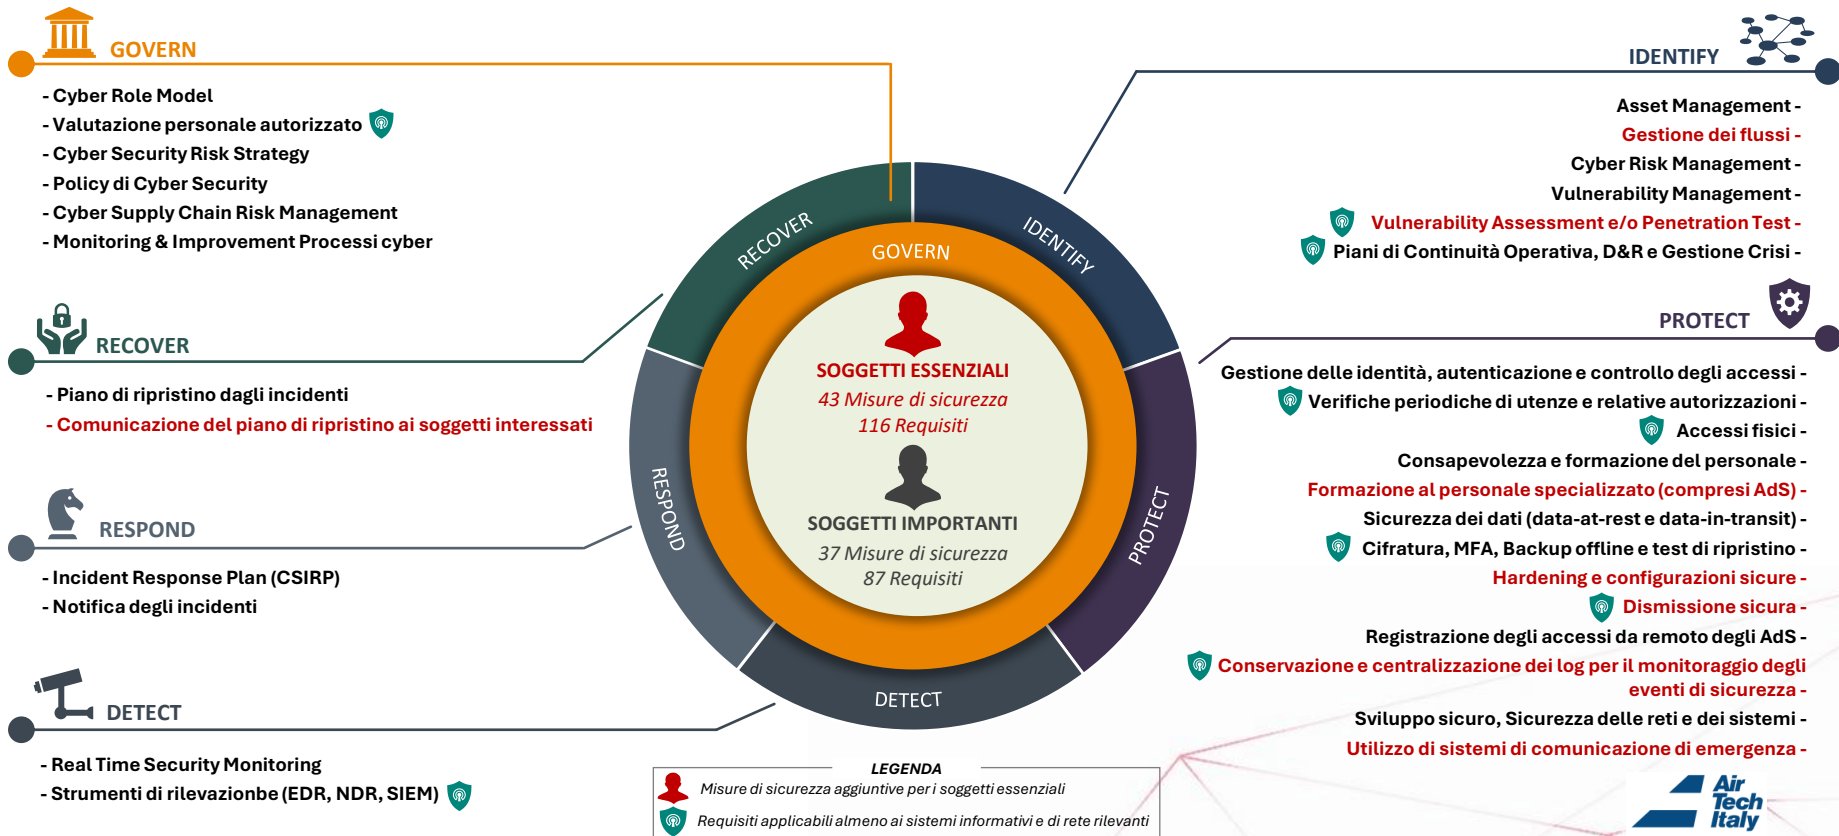 GOVERN
- Cyber Role Model
- Valutazione personale autorizzato
- Cyber Security Risk Strategy
- Policy di Cyber Security
- Cyber Supply Chain Risk Management
- Monitoring & Improvement Processi cyber
RECOVER
- Piano di ripristino dagli incidenti
- Comunicazione del piano di ripristino ai soggetti interessati
RESPOND
- Incident Response Plan (CSIRP)
- Notifica degli incidenti
DETECT
- Real Time Security Monitoring
- Strumenti di rilevazionbe (EDR, NDR, SIEM)
RECOVER
IDENTIFY
GOVERN
RESPOND
PROTECT
DETECT
SOGGETTI ESSENZIALI
43 Misure di sicurezza
116 Requisiti
SOGGETTI IMPORTANTI
37 Misure di sicurezza
87 Requisiti
IDENTIFY
Asset Management -
Gestione dei flussi -
Cyber Risk Management -
Vulnerability Management -
Vulnerability Assessment e/o Penetration Test -
Piani di Continuità Operativa, D&R e Gestione Crisi -
PROTECT
Gestione delle identità, autenticazione e controllo degli accessi -
Verifiche periodiche di utenze e relative autorizzazioni -
Accessi fisici -
Consapevolezza e formazione del personale -
Formazione al personale specializzato (compresi AdS) -
Sicurezza dei dati (data-at-rest e data-in-transit) -
Cifratura, MFA, Backup offline e test di ripristino -
Hardening e configurazioni sicure -
Dismissione sicura -
Registrazione degli accessi da remoto degli AdS -
Conservazione e centralizzazione dei log per il monitoraggio degli
eventi di sicurezza -
Sviluppo sicuro, Sicurezza delle reti e dei sistemi -
Utilizzo di sistemi di comunicazione di emergenza -
LEGENDA
Misure di sicurezza aggiuntive per i soggetti essenziali
Requisiti applicabili almeno ai sistemi informativi e di rete rilevanti
Air
Tech
Italy